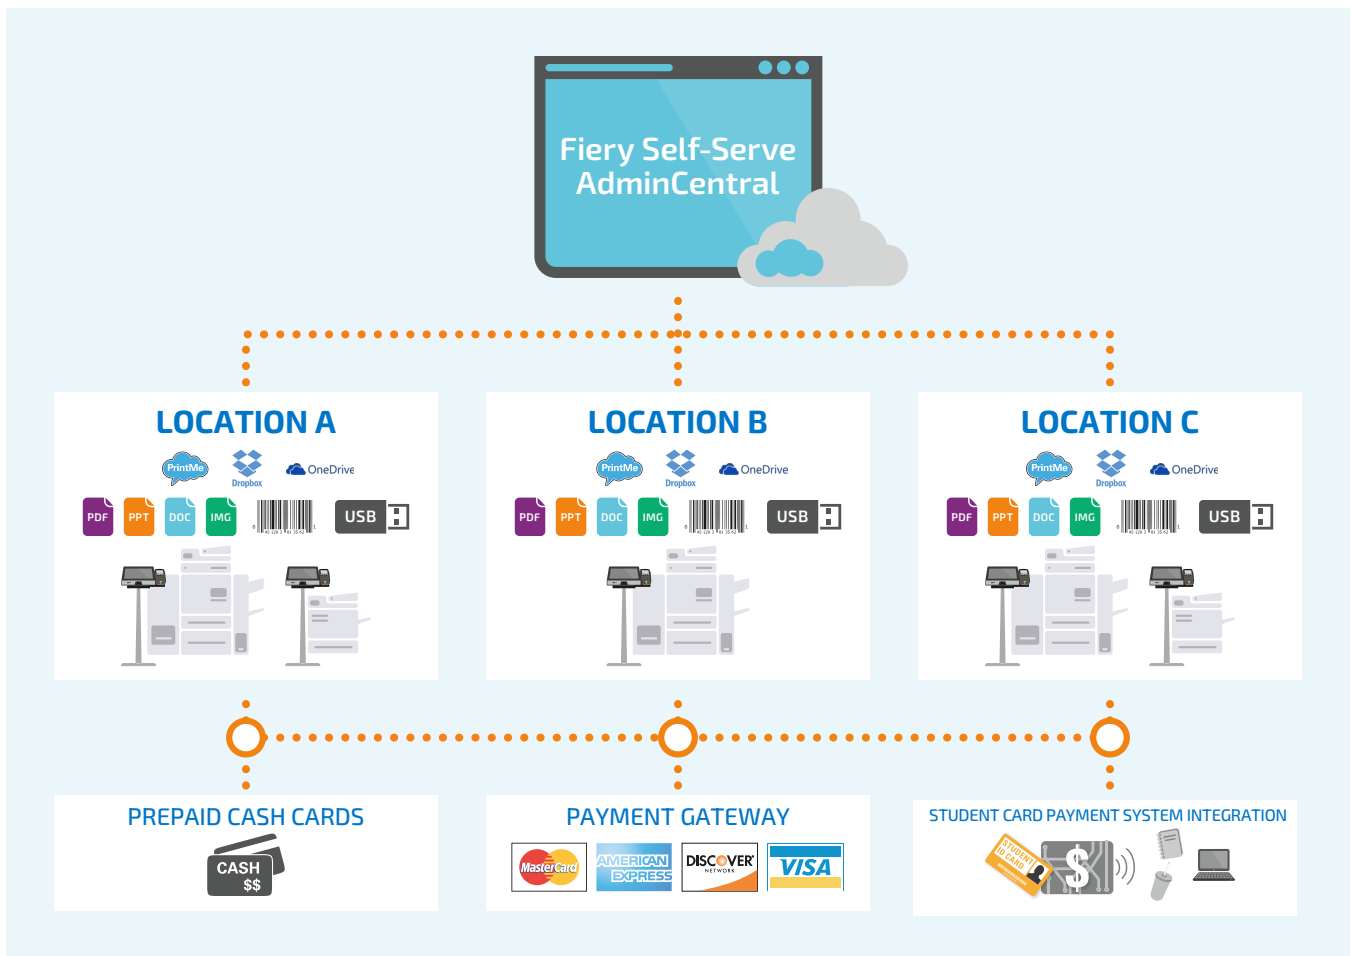 Fiery Self-Serve
AdminCentral
LOCATION A
PrintMe
Dropbox
OneDrive
PDF
PPT
DOC
IMG
USB
LOCATION B
PrintMe
Dropbox
OneDrive
PDF
PPT
DOC
IMG
USB
LOCATION C
PrintMe
Dropbox
OneDrive
PDF
PPT
DOC
IMG
USB
PREPAID CASH CARDS
CASH
$$
PAYMENT GATEWAY
MasterCard
AMERICAN
EXPRESS
DISCOVER
NETWORK
VISA
STUDENT CARD PAYMENT SYSTEM INTEGRATION
STUDENT
ID CARD
$